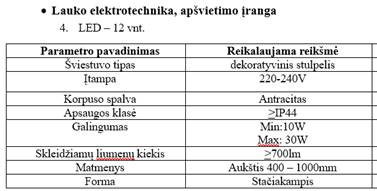 • Lauko elektrotechnika, apšvietimo įranga
4. LED – 12 vnt.
Parametro pavadinimas Reikalaujama reikšmė
Šviestuvo tipas dekoratyvinis stulpelis
Įtampa 220-240V
Korpuso spalva Antracitas
Apsaugos klasė ≥IP44
Galingumas Min:10W
Max: 30W
Skleidžiamų liumenų kiekis ≥700lm
Matmenys Aukštis 400 – 1000mm
Forma Stačiakampis